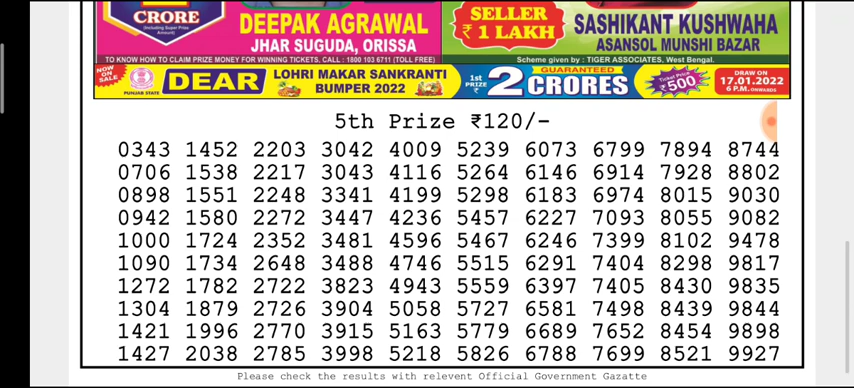 1
CRORE
(Including Super Prize Amount)
DEEPAK AGRAWAL
JHAR SUGUDA, ORISSA
SELLER
₹ 1 LAKH
SASHIKANT KUSHWAHA
ASANSOL MUNSHI BAZAR
TO KNOW HOW TO CLAIM PRIZE MONEY FOR WINNING TICKETS, CALL : 1800 103 6711 (TOLL FREE)
Scheme given by : TIGER ASSOCIATES, West Bengal.
NOW ON SALE
PUNJAB STATE
DEAR
LOHRI MAKAR SANKRANTI
BUMPER 2022
1st PRIZE ₹
GUARANTEED
2 CRORES
Ticket Price
₹500
DRAW ON
17.01.2022
6 P.M. ONWARDS
5th Prize ₹120/-
0343 1452 2203 3042 4009 5239 6073 6799 7894 8744
0706 1538 2217 3043 4116 5264 6146 6914 7928 8802
0898 1551 2248 3341 4199 5298 6183 6974 8015 9030
0942 1580 2272 3447 4236 5457 6227 7093 8055 9082
1000 1724 2352 3481 4596 5467 6246 7399 8102 9478
1090 1734 2648 3488 4746 5515 6291 7404 8298 9817
1272 1782 2722 3823 4943 5559 6397 7405 8430 9835
1304 1879 2726 3904 5058 5727 6581 7498 8439 9844
1421 1996 2770 3915 5163 5779 6689 7652 8454 9898
1427 2038 2785 3998 5218 5826 6788 7699 8521 9927
Please check the results with relevent Official Government Gazatte